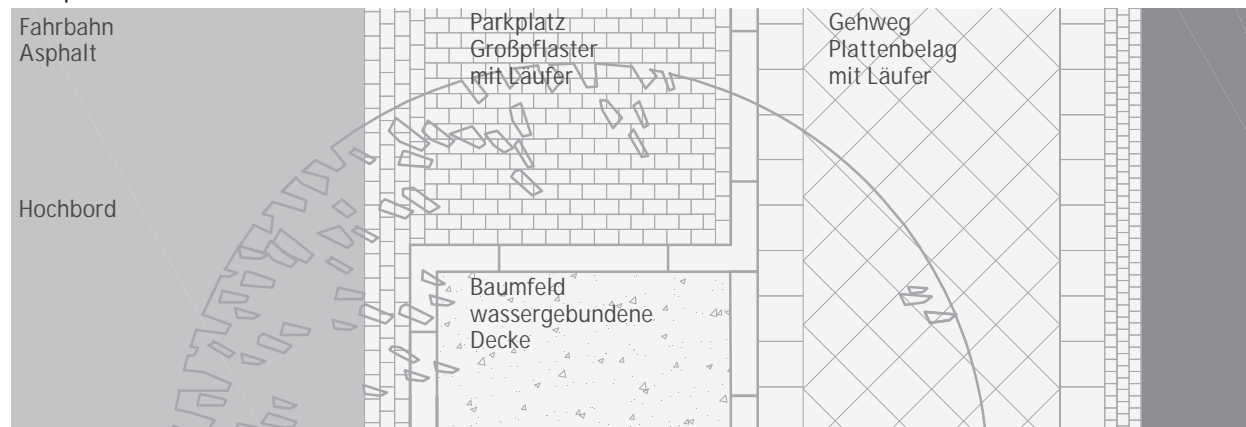 Fahrbahn
Asphalt
Hochbord
Parkplatz
Großpflaster
mit Läufer
Baumfeld
wassergebundene
Decke
Gehweg
Plattenbelag
mit Läufer